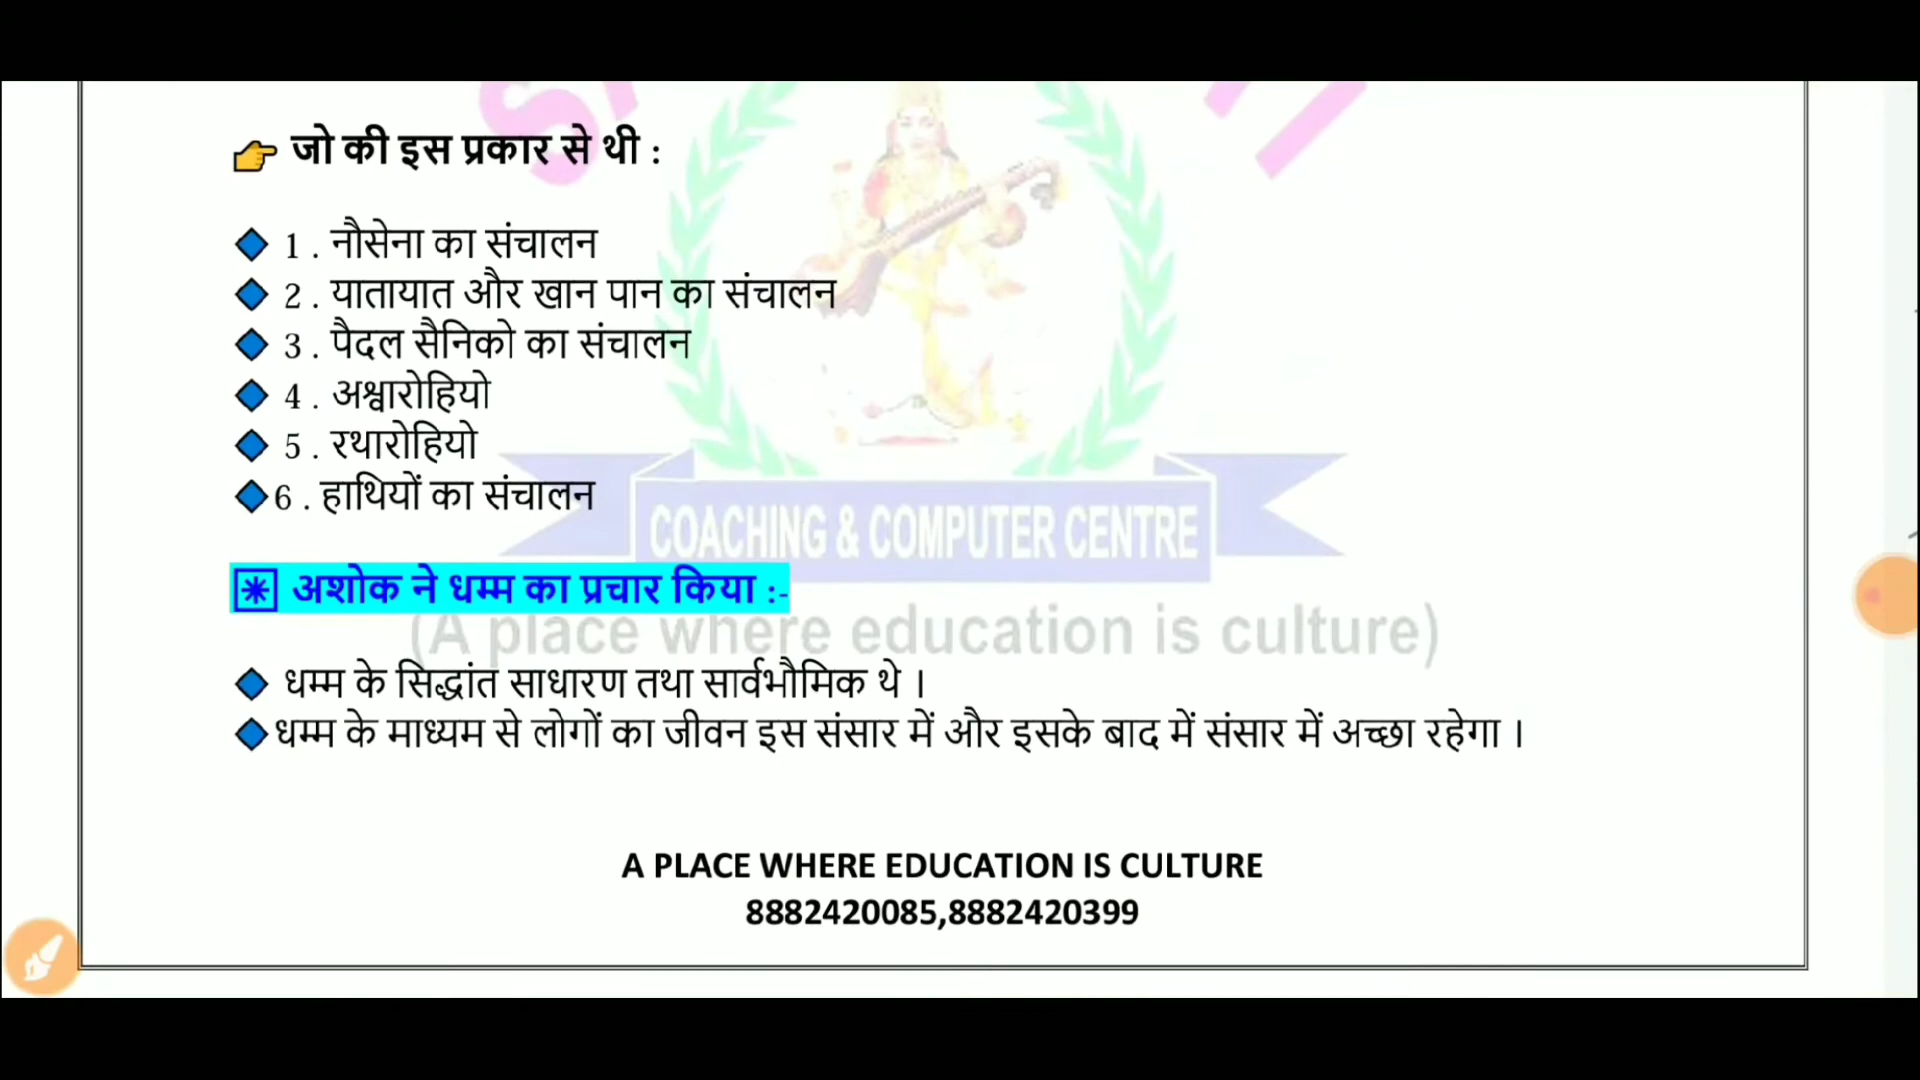 👉 जो की इस प्रकार से थी :
🔷 1 . नौसेना का संचालन
🔷 2 . यातायात और खान पान का संचालन
🔷 3 . पैदल सैनिको का संचालन
🔷 4 . अश्वारोहियो
🔷 5 . रथारोहियो
🔷6 . हाथियों का संचालन
COACHING & COMPUTER CENTRE
✳ अशोक ने धम्म का प्रचार किया :-
(A place where education is culture)
🔷 धम्म के सिद्धांत साधारण तथा सार्वभौमिक थे ।
🔷धम्म के माध्यम से लोगों का जीवन इस संसार में और इसके बाद में संसार में अच्छा रहेगा ।
A PLACE WHERE EDUCATION IS CULTURE
8882420085,8882420399